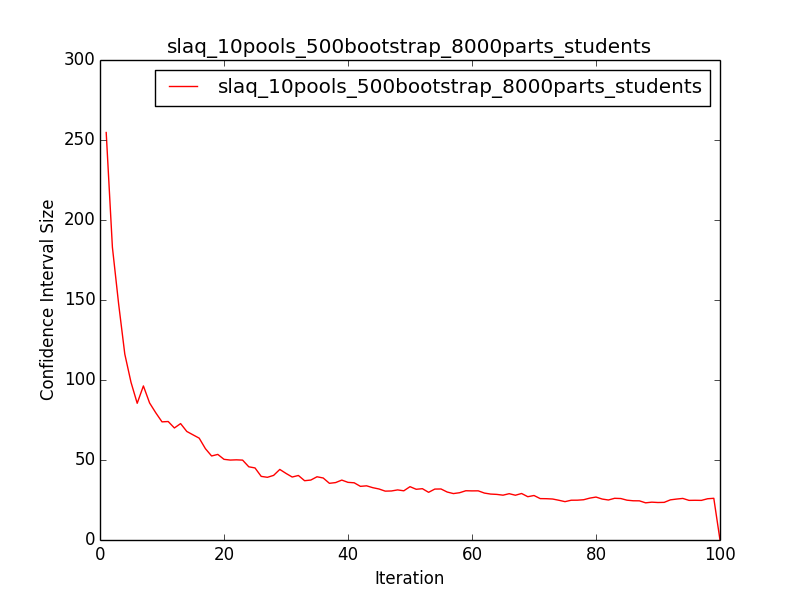 slaq_10pools_500bootstrap_8000parts_students
slaq_10pools_500bootstrap_8000parts_students
300
250
200
150
100
50
0
Confidence Interval Size
0 20 40 60 80 100
Iteration